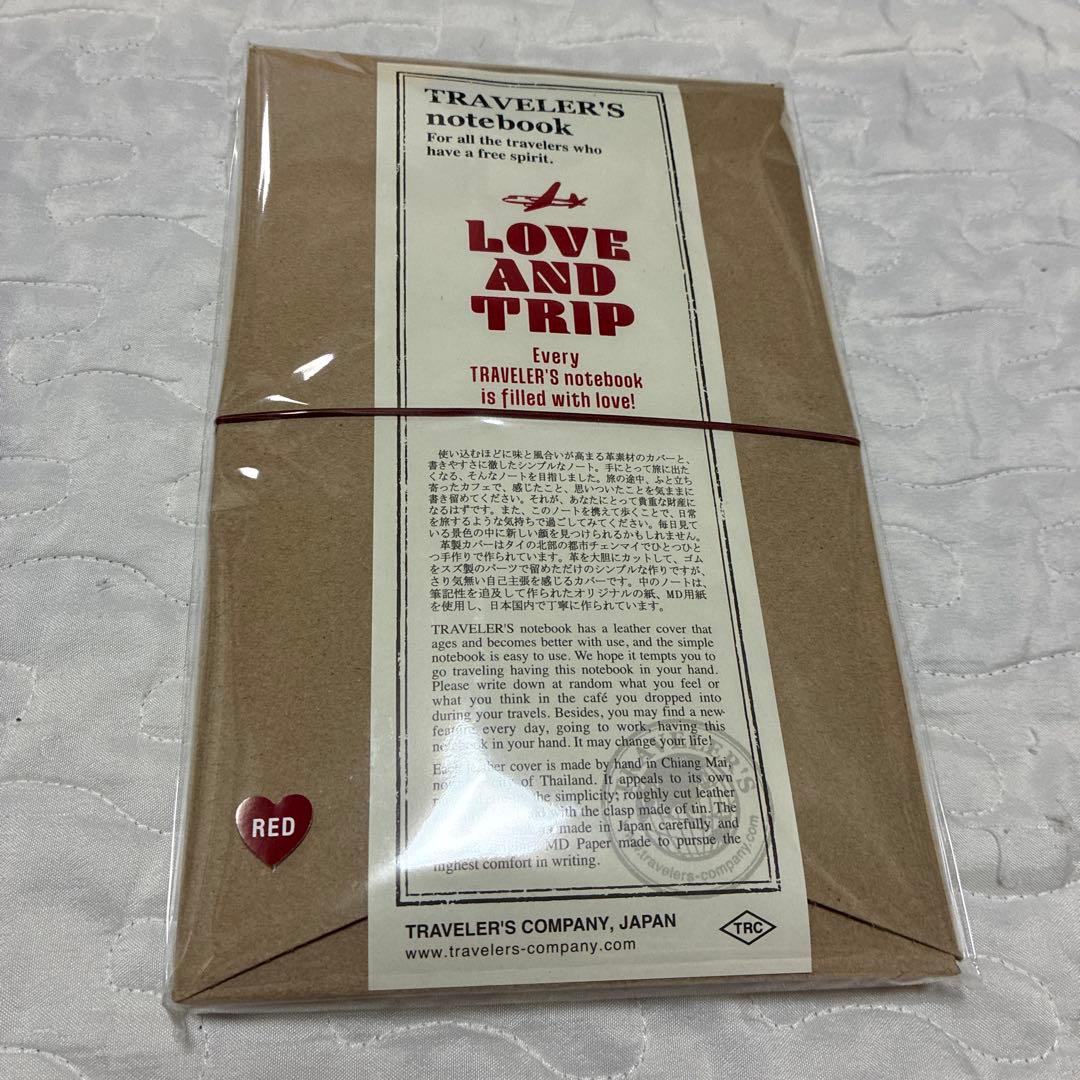 TRAVELER'S
notebook
For all the travelers who
have a free spirit.
LOVE
AND
TRIP
Every
TRAVELER'S notebook
is filled with love!
使い込むほどに味と風合いが高まる革素材のカバーと、
書きやすさに徹したシンプルなノート。手にとって旅に出た
くなる、そんなノートを目指しました。旅の途中、ふと立ち
寄ったカフェで、感じたこと、思いついたことを気ままに
書き留めてください。それが、あなたにとって貴重な財産に
なるはずです。また、このノートを携えて歩くことで、日常
を旅するような気持ちで過ごしてみてください。毎日見て
いる景色の中に新しい顔を見つけられるかもしれません。
革製カバーはタイの北部の都市チェンマイでひとつひと
つ手作りで作られています。革を大胆にカットして、ゴム
をスズ製のパーツで留めただけのシンプルな作りですが、
さり気無い自己主張を感じるカバーです。中のノートは、
筆記性を追及して作られたオリジナルの紙、MD用紙
を使用し、日本国内で丁寧に作られています。
TRAVELER'S notebook has a leather cover that
ages and becomes better with use, and the simple
notebook is easy to use. We hope it tempts you to
go traveling having this notebook in your hand.
Please write down at random what you feel or
what you think in the café you dropped into
during your travels. Besides, you may find a new
feature every day, going to work, having this
notebook in your hand. It may change your life!
Each leather cover is made by hand in Chiang Mai,
of Thailand. It appeals to its own
the simplicity; roughly cut leather
with the clasp made of tin. The
made in Japan carefully and
MD Paper made to pursue the
highest comfort in writing.
TRAVELER'S
travelers-company.com
RED
TRAVELER'S COMPANY, JAPAN
www.travelers-company.com
TRC